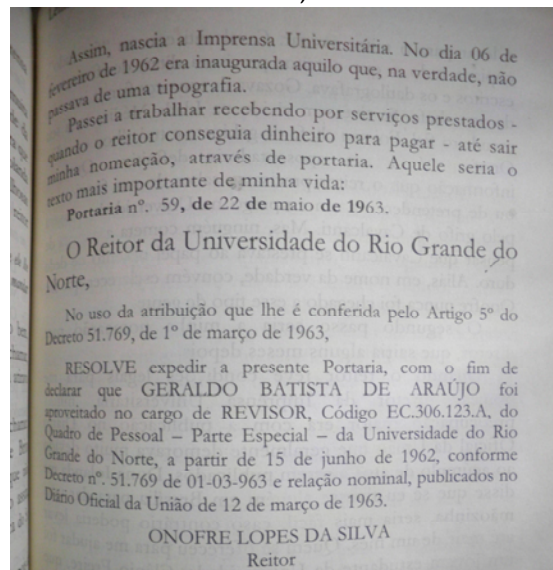 Assim, nascia a Imprensa Universitária. No dia 06 de
fevereiro de 1962 era inaugurada aquilo que, na verdade, não
passava de uma tipografia.
Passei a trabalhar recebendo por serviços prestados -
quando o reitor conseguia dinheiro para pagar - até sair
minha nomeação, através de portaria. Aquele seria o
texto mais importante de minha vida:
Portaria nº. 59, de 22 de maio de 1963.
O Reitor da Universidade do Rio Grande do
Norte,
No uso da atribuição que lhe é conferida pelo Artigo 5º do
Decreto 51.769, de 1º de março de 1963,
RESOLVE expedir a presente Portaria, com o fim de
declarar que GERALDO BATISTA DE ARAÚJO foi
aproveitado no cargo de REVISOR, Código EC.306.123.A, do
Quadro de Pessoal – Parte Especial – da Universidade do Rio
Grande do Norte, a partir de 15 de junho de 1962, conforme
Decreto nº. 51.769 de 01-03-963 e relação nominal, publicados no
Diário Oficial da União de 12 de março de 1963.
ONOFRE LOPES DA SILVA
Reitor